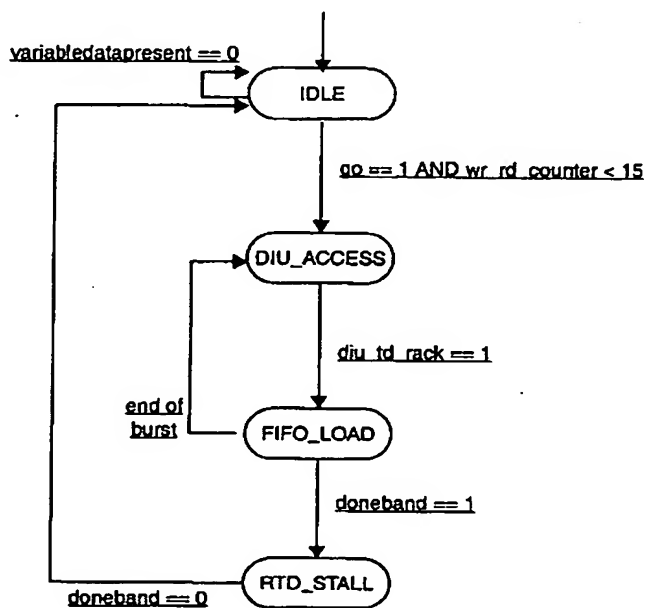 variabledatapresent == 0
IDLE
go == 1 AND wr_rd_counter < 15
DIU_ACCESS
diu_td_rack == 1
end of
burst
FIFO_LOAD
doneband == 1
RTD_STALL
doneband == 0